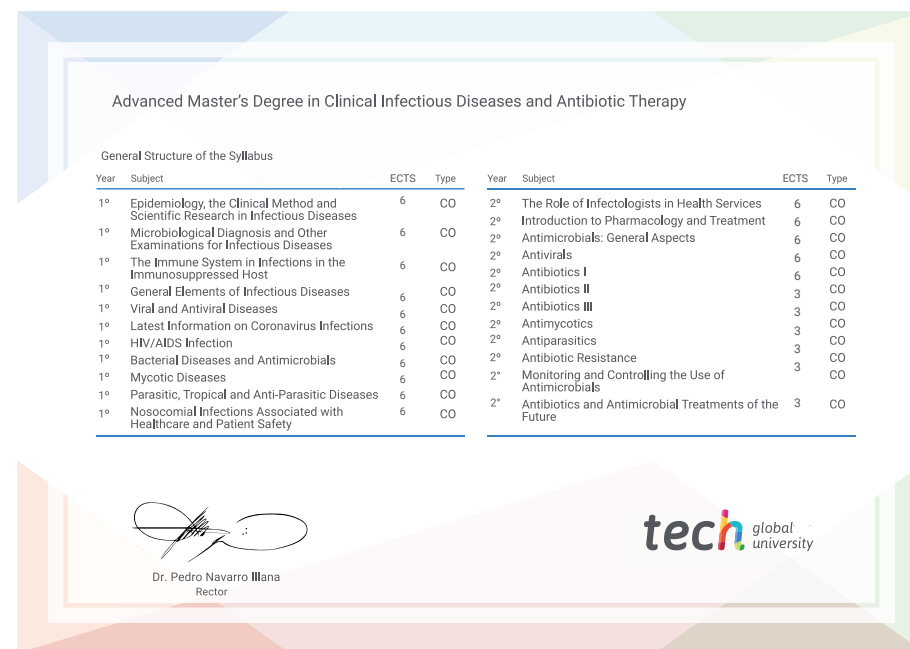 Advanced Master's Degree in Clinical Infectious Diseases and Antibiotic Therapy
General Structure of the Syllabus
Year Subject ECTS Type
1º Epidemiology, the Clinical Method and 6 CO
Scientific Research in Infectious Diseases
1º Microbiological Diagnosis and Other 6 CO
Examinations for Infectious Diseases
1º The Immune System in Infections in the 6 CO
Immunosuppressed Host
1º General Elements of Infectious Diseases 6 CO
1º Viral and Antiviral Diseases 6 CO
1º Latest Information on Coronavirus Infections 6 CO
1º HIV/AIDS Infection 6 CO
1º Bacterial Diseases and Antimicrobials 6 CO
1º Mycotic Diseases 6 CO
1º Parasitic, Tropical and Anti-Parasitic Diseases 6 CO
1º Nosocomial Infections Associated with 6 CO
Healthcare and Patient Safety
Year Subject ECTS Type
2º The Role of Infectologists in Health Services 6 CO
2º Introduction to Pharmacology and Treatment 6 CO
2º Antimicrobials: General Aspects 6 CO
2º Antivirals 6 CO
2º Antibiotics I 6 CO
2º Antibiotics II 3 CO
2º Antibiotics III 3 CO
2º Antimycotics 3 CO
2º Antiparasitics 3 CO
2º Antibiotic Resistance 3 CO
2° Monitoring and Controlling the Use of CO
Antimicrobials
2° Antibiotics and Antimicrobial Treatments of the 3 CO
Future
Dr. Pedro Navarro Illana
Rector
tech global
university